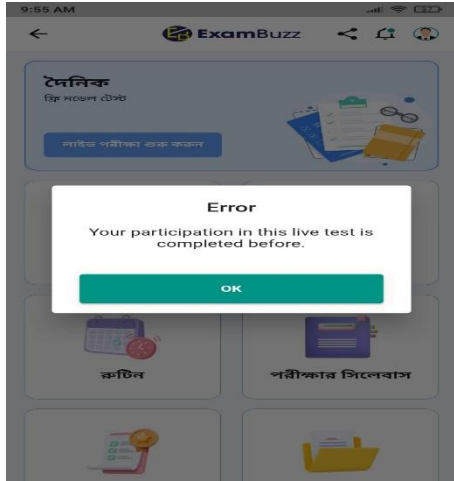 9:55 AM
57
ExamBuzz
দৈনিক
ফ্রি মডেল টেস্ট
লাইভ পরীক্ষা শুরু করুন
Error
Your participation in this live test is
completed before.
OK
রুটিন
পরীক্ষার সিলেবাস